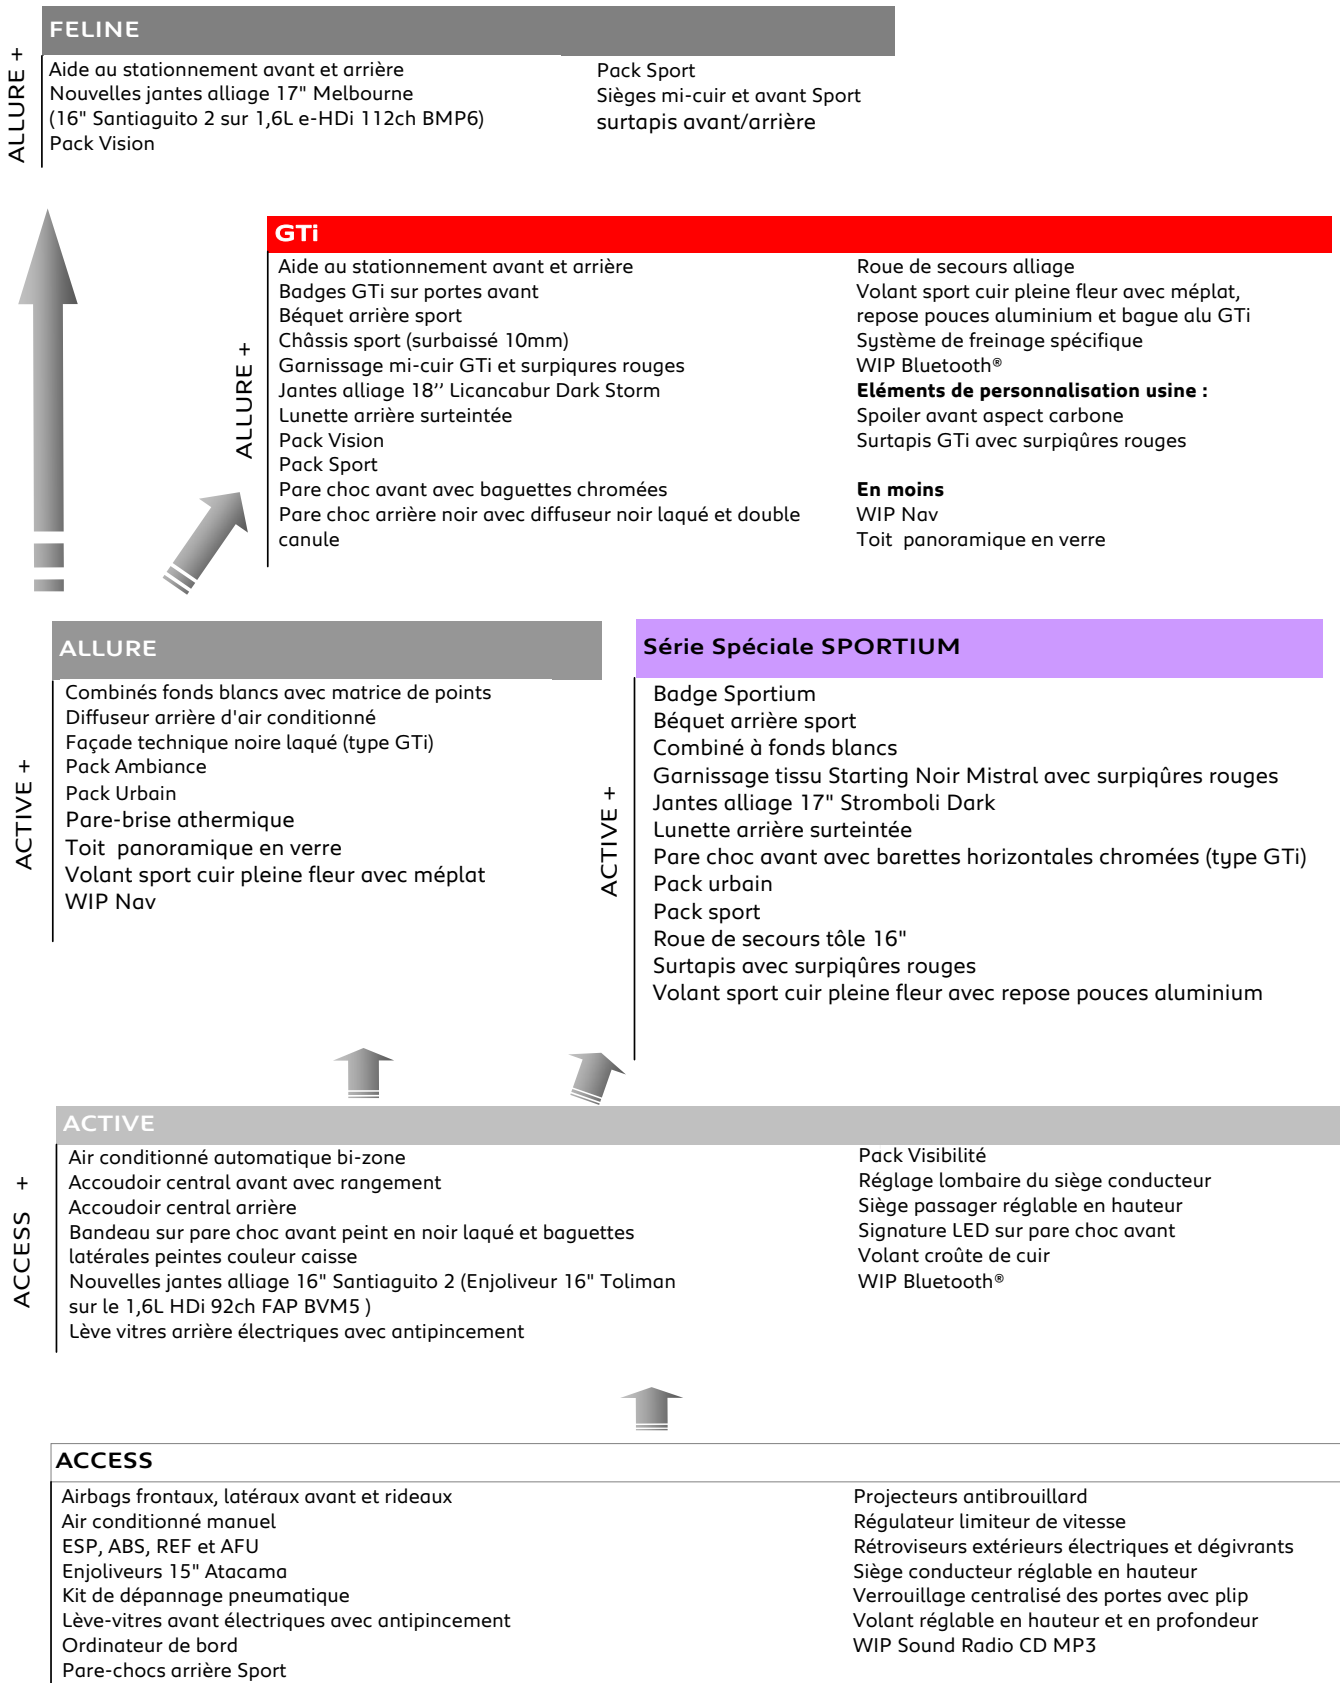 FELINE
ALLURE +
Aide au stationnement avant et arrière
Nouvelles jantes alliage 17" Melbourne
(16" Santiaguito 2 sur 1,6L e-HDi 112ch BMP6)
Pack Vision
Pack Sport
Sièges mi-cuir et avant Sport
surtapis avant/arrière
GTi
ALLURE +
Aide au stationnement avant et arrière
Badges GTi sur portes avant
Béquet arrière sport
Châssis sport (surbaissé 10mm)
Garnissage mi-cuir GTi et surpiqures rouges
Jantes alliage 18’’ Licancabur Dark Storm
Lunette arrière surteintée
Pack Vision
Pack Sport
Pare choc avant avec baguettes chromées
Pare choc arrière noir avec diffuseur noir laqué et double
canule
Roue de secours alliage
Volant sport cuir pleine fleur avec méplat,
repose pouces aluminium et bague alu GTi
Système de freinage spécifique
WIP Bluetooth®
Eléments de personnalisation usine :
Spoiler avant aspect carbone
Surtapis GTi avec surpiqûres rouges
En moins
WIP Nav
Toit panoramique en verre
ALLURE
ACTIVE +
Combinés fonds blancs avec matrice de points
Diffuseur arrière d'air conditionné
Façade technique noire laqué (type GTi)
Pack Ambiance
Pack Urbain
Pare-brise athermique
Toit panoramique en verre
Volant sport cuir pleine fleur avec méplat
WIP Nav
Série Spéciale SPORTIUM
ACTIVE +
Badge Sportium
Béquet arrière sport
Combiné à fonds blancs
Garnissage tissu Starting Noir Mistral avec surpiqûres rouges
Jantes alliage 17" Stromboli Dark
Lunette arrière surteintée
Pare choc avant avec barettes horizontales chromées (type GTi)
Pack urbain
Pack sport
Roue de secours tôle 16"
Surtapis avec surpiqûres rouges
Volant sport cuir pleine fleur avec repose pouces aluminium
ACTIVE
ACCESS +
Air conditionné automatique bi-zone
Accoudoir central avant avec rangement
Accoudoir central arrière
Bandeau sur pare choc avant peint en noir laqué et baguettes
latérales peintes couleur caisse
Nouvelles jantes alliage 16" Santiaguito 2 (Enjoliveur 16" Toliman
sur le 1,6L HDi 92ch FAP BVM5 )
Lève vitres arrière électriques avec antipincement
Pack Visibilité
Réglage lombaire du siège conducteur
Siège passager réglable en hauteur
Signature LED sur pare choc avant
Volant croûte de cuir
WIP Bluetooth®
ACCESS
Airbags frontaux, latéraux avant et rideaux
Air conditionné manuel
ESP, ABS, REF et AFU
Enjoliveurs 15" Atacama
Kit de dépannage pneumatique
Lève-vitres avant électriques avec antipincement
Ordinateur de bord
Pare-chocs arrière Sport
Projecteurs antibrouillard
Régulateur limiteur de vitesse
Rétroviseurs extérieurs électriques et dégivrants
Siège conducteur réglable en hauteur
Verrouillage centralisé des portes avec plip
Volant réglable en hauteur et en profondeur
WIP Sound Radio CD MP3